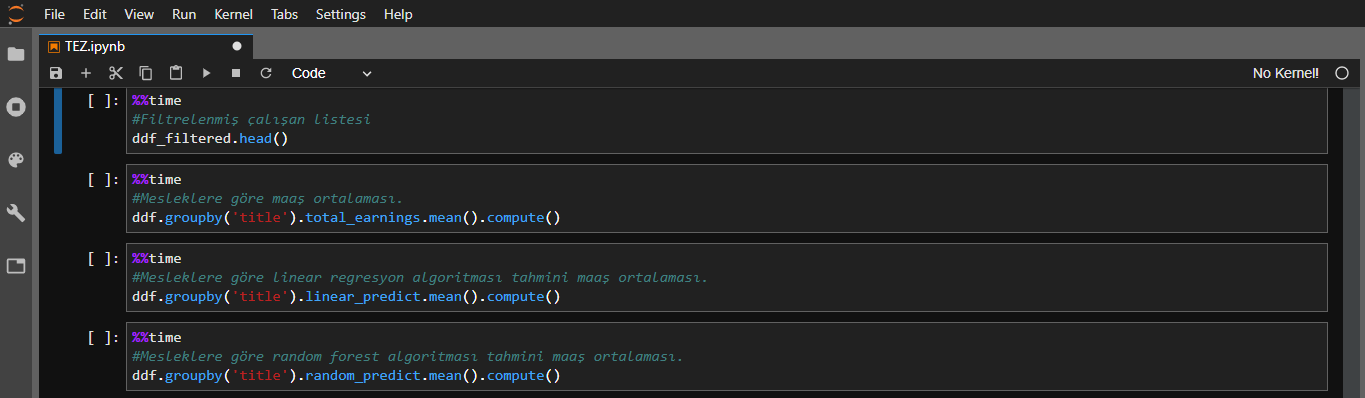 File Edit View Run Kernel Tabs Settings Help
TEZ.ipynb
Code No Kernel!
[ ]: %%time
#Filtrelenmiş çalışan listesi
ddf_filtered.head()
[ ]: %%time
#Mesleklere göre maaş ortalaması.
ddf.groupby('title').total_earnings.mean().compute()
[ ]: %%time
#Mesleklere göre linear regresyon algoritması tahmini maaş ortalaması.
ddf.groupby('title').linear_predict.mean().compute()
[ ]: %%time
#Mesleklere göre random forest algoritması tahmini maaş ortalaması.
ddf.groupby('title').random_predict.mean().compute()